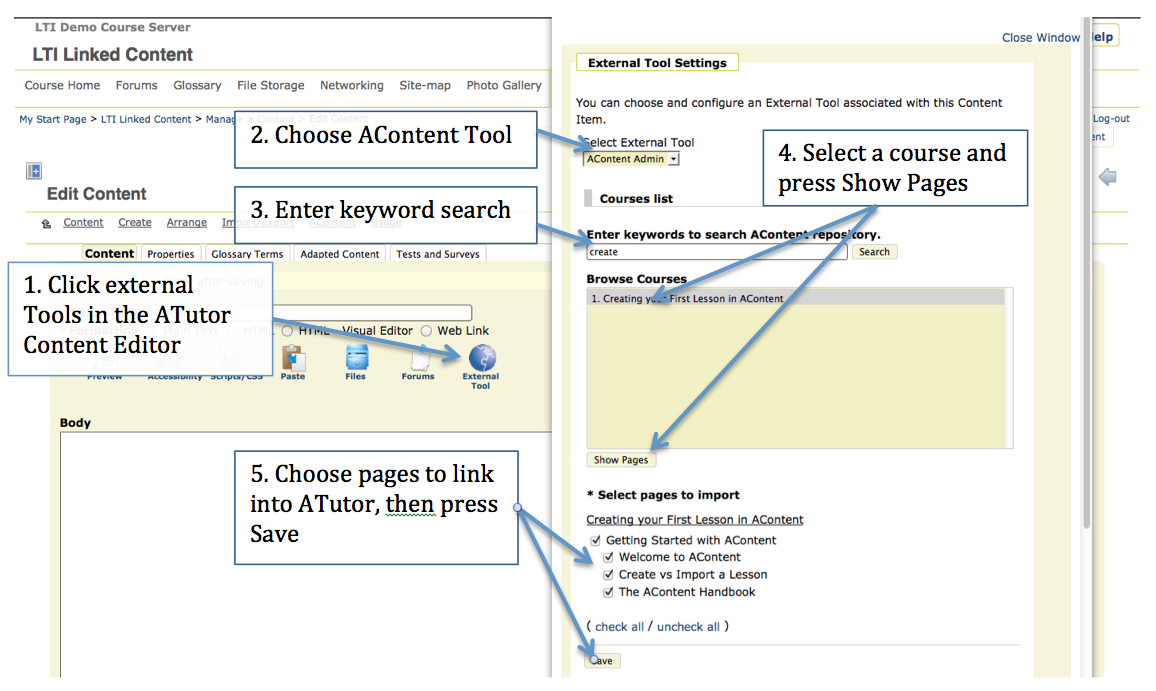 LTI Demo Course Server
LTI Linked Content
Course Home Forums Glossary File Storage Networking Site-map Photo Gallery
My Start Page > LTI Linked Content > Manage > Content > Edit Content
Edit Content
Content Create Arrange Import/Export
Content Properties Glossary Terms Adapted Content Tests and Surveys
after saving
Formatting Plain Text HTML HTML - Visual Editor Web Link
Preview Accessibility Scripts/CSS Paste Files Forums External Tool
Body
1. Click external
Tools in the ATutor
Content Editor
2. Choose AContent Tool
3. Enter keyword search
4. Select a course and
press Show Pages
5. Choose pages to link
into ATutor, then press
Save
Close Window
elp
Log-out
ent
External Tool Settings
You can choose and configure an External Tool associated with this Content
Item.
Select External Tool
AContent Admin
Courses list
Enter keywords to search AContent repository.
create Search
Browse Courses
1. Creating your First Lesson in AContent
Show Pages
* Select pages to import
Creating your First Lesson in AContent
Getting Started with AContent
Welcome to AContent
Create vs Import a Lesson
The AContent Handbook
( check all / uncheck all )
Save